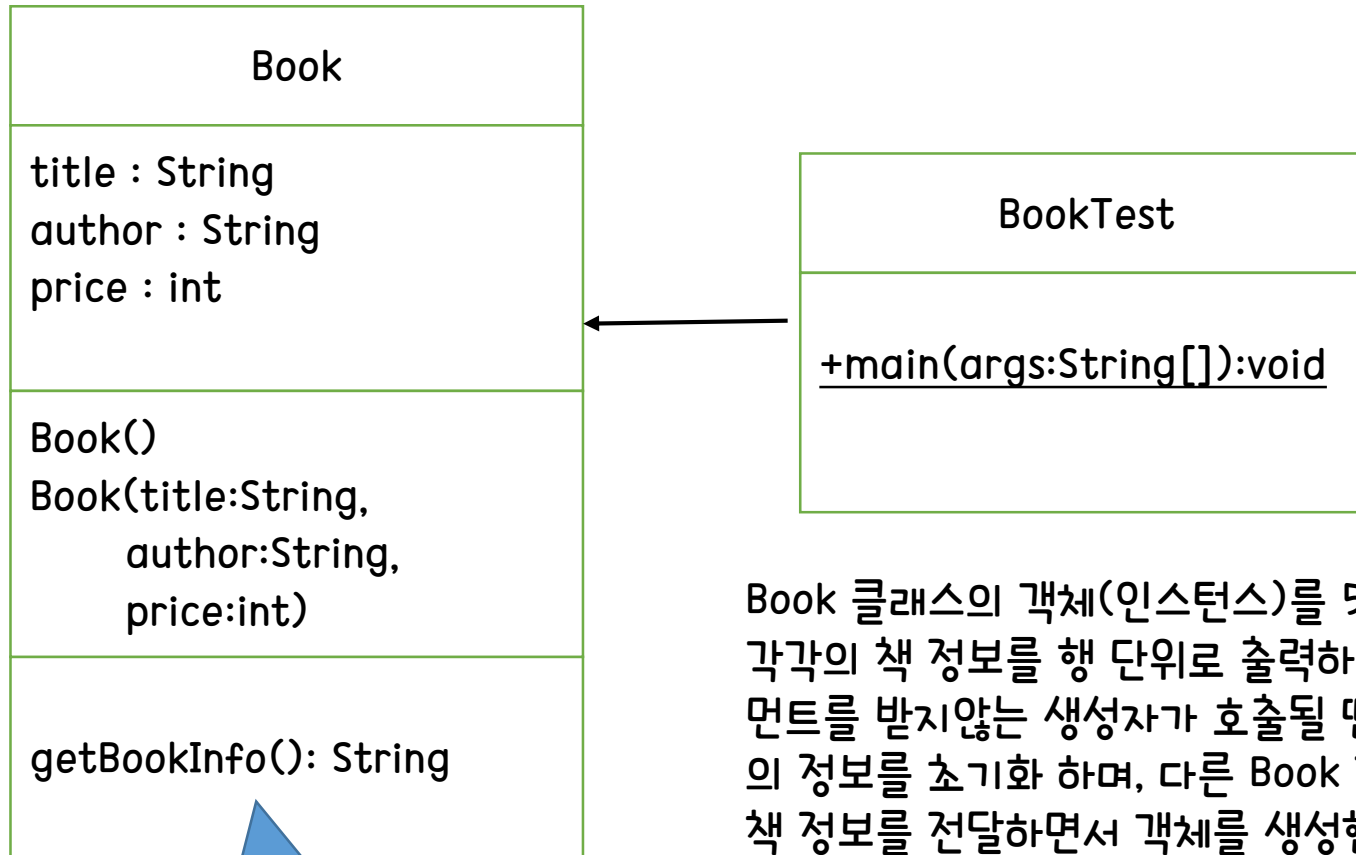 Book
title : String
author : String
price : int
Book()
Book(title:String,
author:String,
price:int)
getBookInfo(): String
BookTest
+main(args:String[]):void
Book 클래스의 객체(인스턴스)를
각각의 책 정보를 행 단위로 출력하
먼트를 받지않는 생성자가 호출될
의 정보를 초기화 하며, 다른 Book
책 정보를 전달하면서 객체를